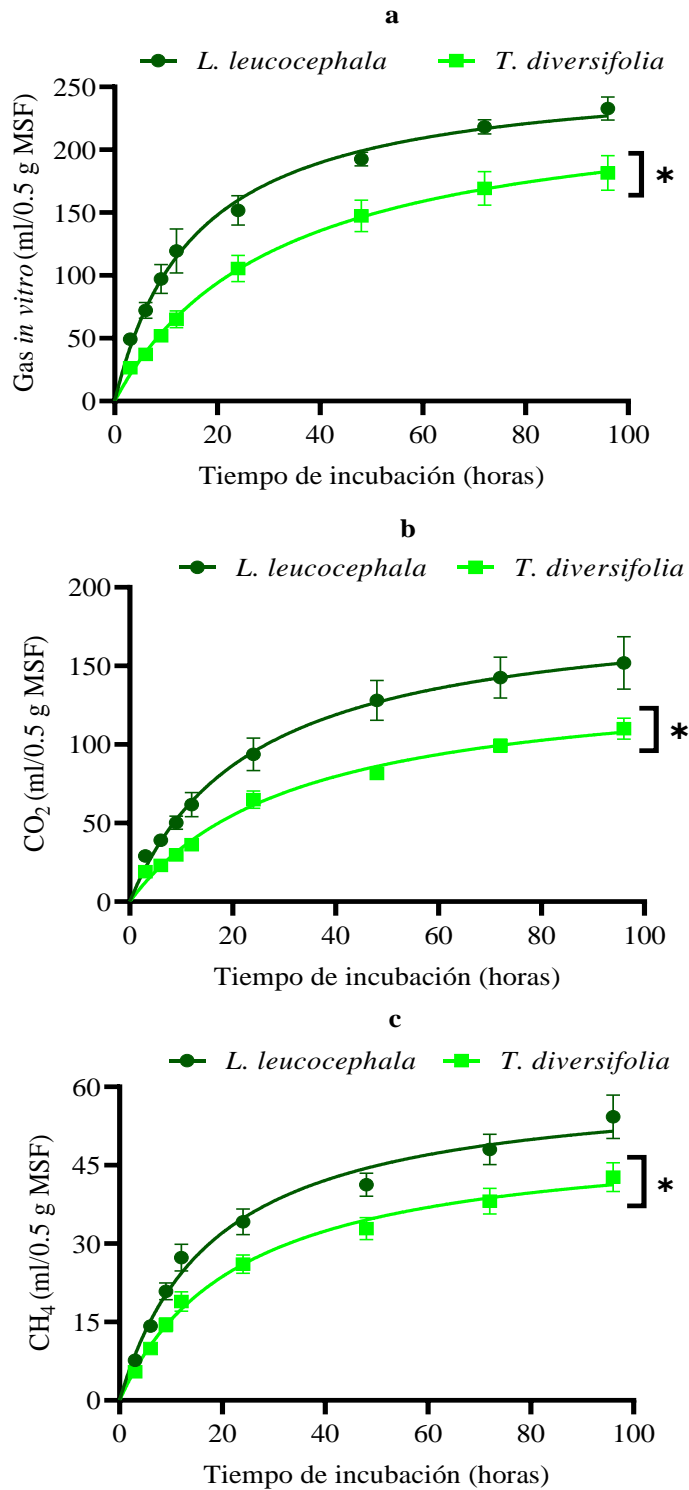 a
L. leucocephala T. diversifolia
Gas in vitro (ml/0.5 g MSF)
250
200
150
100
50
0
0 20 40 60 80 100
*
Tiempo de incubación (horas)
b
L. leucocephala T. diversifolia
CO₂ (ml/0.5 g MSF)
200
150
100
50
0
0 20 40 60 80 100
*
Tiempo de incubación (horas)
c
L. leucocephala T. diversifolia
CH₄ (ml/0.5 g MSF)
60
45
30
15
0
0 20 40 60 80 100
*
Tiempo de incubación (horas)